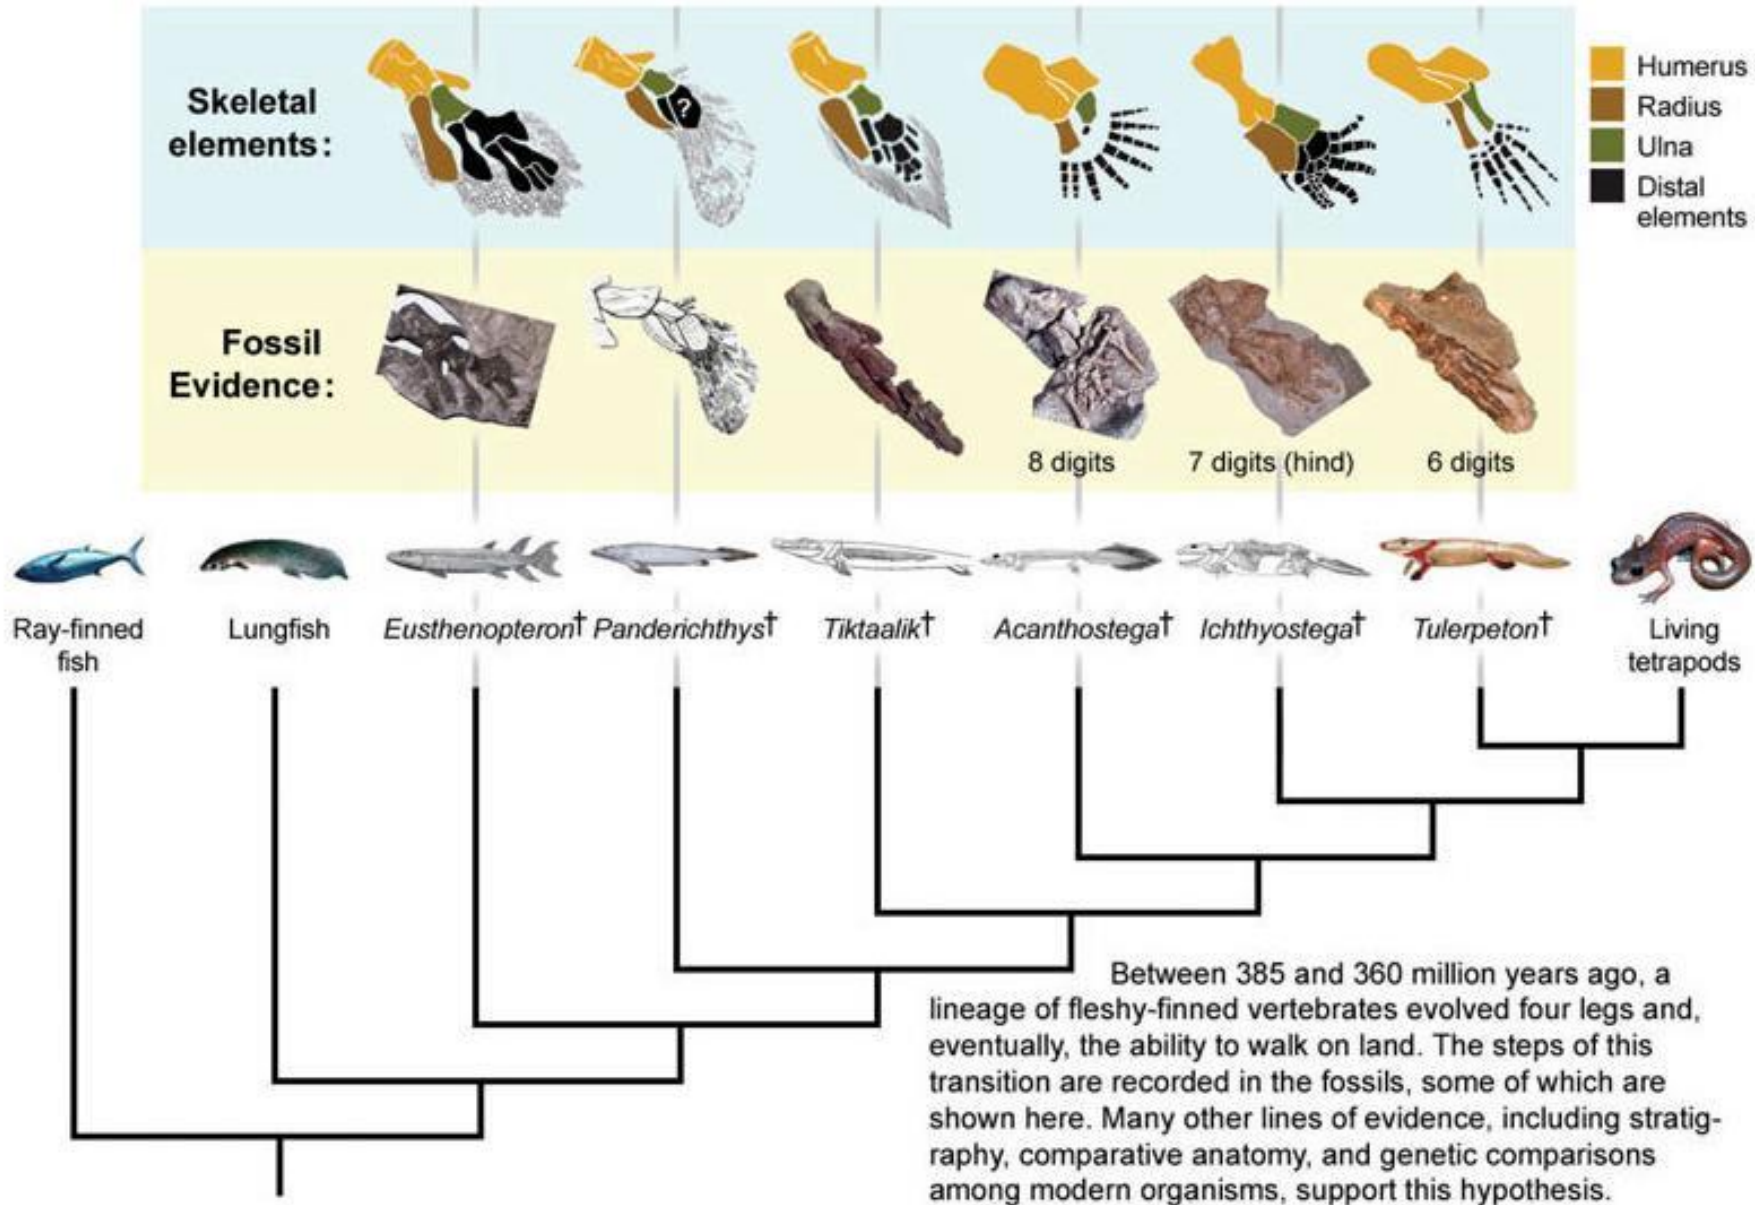 Skeletal
elements:
?
Humerus
Radius
Ulna
Distal
elements
Fossil
Evidence:
8 digits
7 digits (hind)
6 digits
Ray-finned
fish
Lungfish
Eusthenopteron†
Panderichthys†
Tiktaalik†
Acanthostega†
Ichthyostega†
Tulerpeton†
Living
tetrapods
Between 385 and 360 million years ago, a
lineage of fleshy-finned vertebrates evolved four legs and,
eventually, the ability to walk on land. The steps of this
transition are recorded in the fossils, some of which are
shown here. Many other lines of evidence, including stratig-
raphy, comparative anatomy, and genetic comparisons
among modern organisms, support this hypothesis.